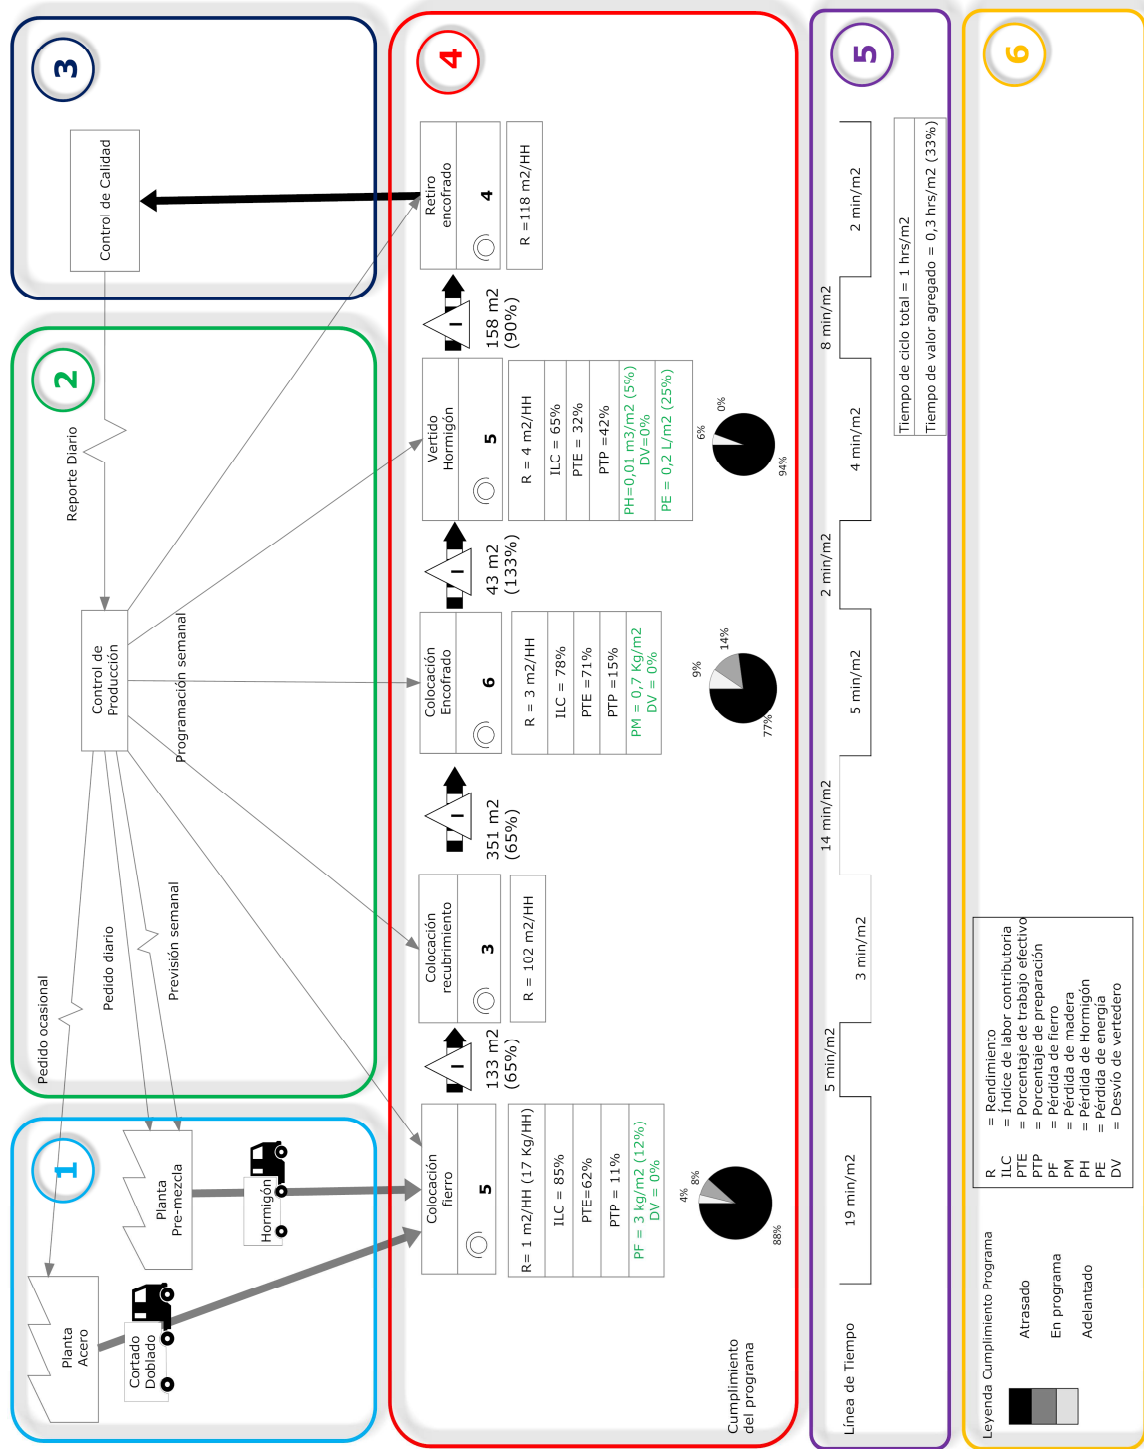 1
Planta
Acero
Cortado
Doblado
Planta
Pre-mezcla
Hormigón
2
Pedido ocasional
Pedido diario
Previsión semanal
Control de
Producción
Programación semanal
Reporte Diario
3
Control de Calidad
4
Colocación
fierro
5
R= 1 m2/HH (17 Kg/HH)
ILC = 85%
PTE=62%
PTP = 11%
PF = 3 kg/m2 (12%)
DV = 0%
4%
8%
88%
133 m2
(65%)
I
Colocación
recubrimiento
3
R = 102 m2/HH
351 m2
(65%)
I
Colocación
Encofrado
6
R = 3 m2/HH
ILC = 78%
PTE =71%
PTP =15%
PM = 0,7 Kg/m2
DV = 0%
9%
14%
77%
43 m2
(133%)
I
Vertido
Hormigón
5
R = 4 m2/HH
ILC = 65%
PTE = 32%
PTP =42%
PH=0,01 m3/m2 (5%)
DV=0%
PE = 0,2 L/m2 (25%)
6%
0%
94%
158 m2
(90%)
I
Retiro
encofrado
4
R =118 m2/HH
Cumplimiento
del programa
5
Línea de Tiempo
19 min/m2
5 min/m2
3 min/m2
14 min/m2
5 min/m2
2 min/m2
4 min/m2
8 min/m2
2 min/m2
Tiempo de ciclo total = 1 hrs/m2
Tiempo de valor agregado = 0,3 hrs/m2 (33%)
6
Leyenda Cumplimiento Programa
Atrasado
En programa
Adelantado
R = Rendimiento
ILC = Índice de labor contributoria
PTE = Porcentaje de trabajo efectivo
PTP = Porcentaje de preparación
PF = Pérdida de fierro
PM = Pérdida de madera
PH = Pérdida de Hormigón
PE = Pérdida de energía
DV = Desvío de vertedero